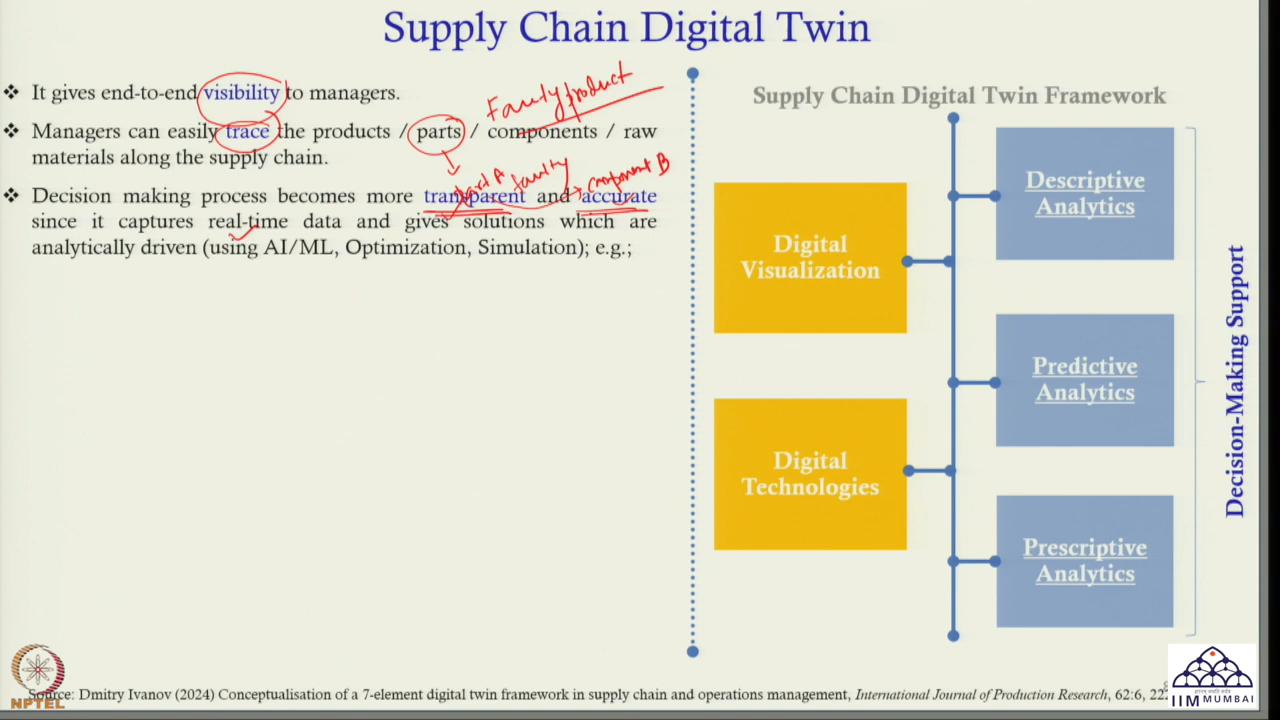 Supply Chain Digital Twin
❖ It gives end-to-end visibility to managers.
❖ Managers can easily trace the products / parts / components / raw
materials along the supply chain.
❖ Decision making process becomes more transparent and accurate
since it captures real-time data and gives solutions which are
analytically driven (using AI/ML, Optimization, Simulation); e.g.;
Faulty product
Part A
faulty
component B
Supply Chain Digital Twin Framework
Digital
Visualization
Digital
Technologies
Descriptive
Analytics
Predictive
Analytics
Prescriptive
Analytics
Decision-Making Support
Source: Dmitry Ivanov (2024) Conceptualisation of a 7-element digital twin framework in supply chain and operations management, International Journal of Production Research, 62:6,
NPTEL
IIM MUMBAI